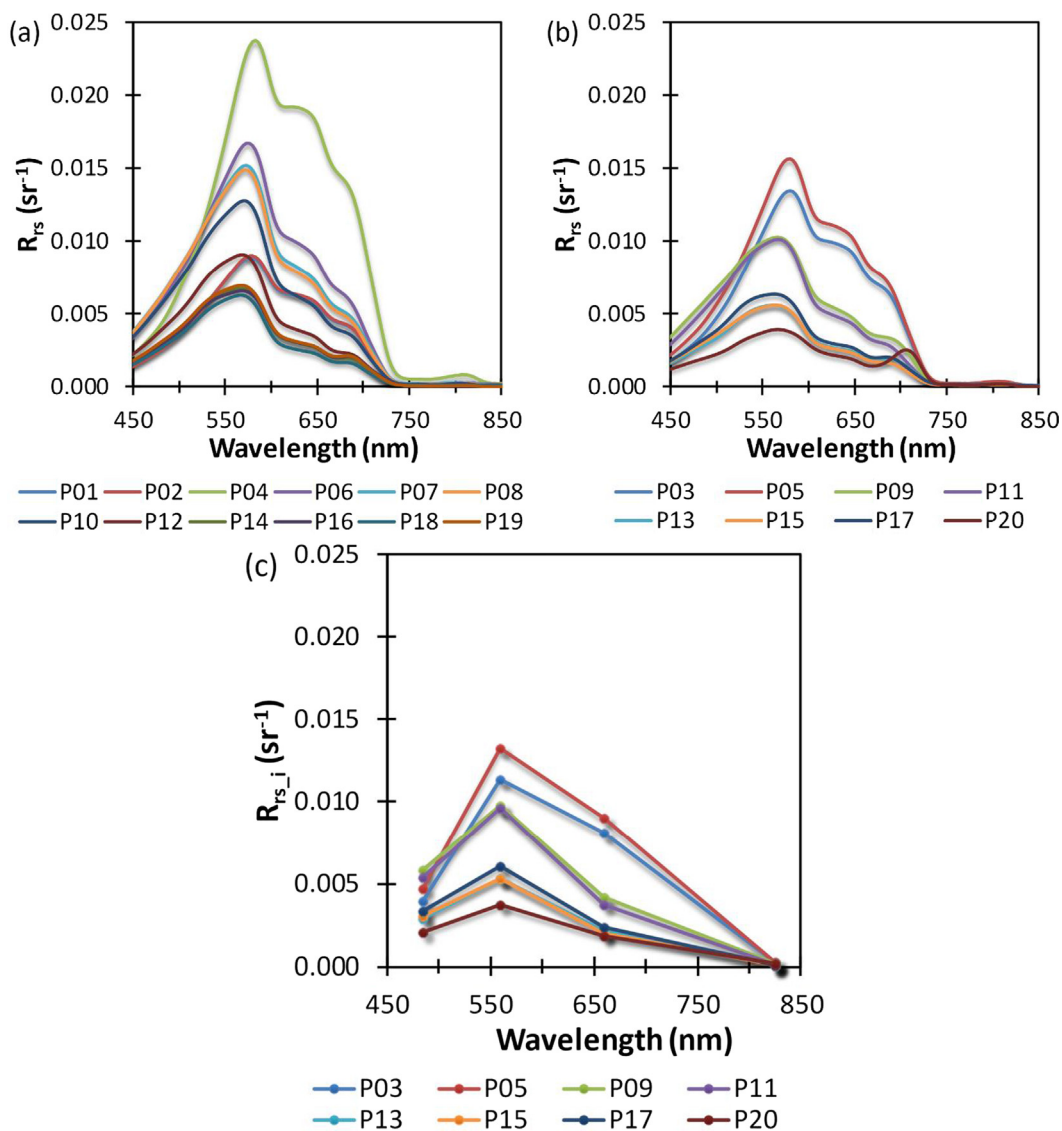 (a)
0.025
0.020
0.015
0.010
0.005
0.000
R_rs (sr⁻¹)
450 550 650 750 850
Wavelength (nm)
P01 P02 P04 P06 P07 P08
P10 P12 P14 P16 P18 P19
(b)
0.025
0.020
0.015
0.010
0.005
0.000
R_rs (sr⁻¹)
450 550 650 750 850
Wavelength (nm)
P03 P05 P09 P11
P13 P15 P17 P20
(c)
0.025
0.020
0.015
0.010
0.005
0.000
R_rs_i (sr⁻¹)
450 550 650 750 850
Wavelength (nm)
P03 P05 P09 P11
P13 P15 P17 P20